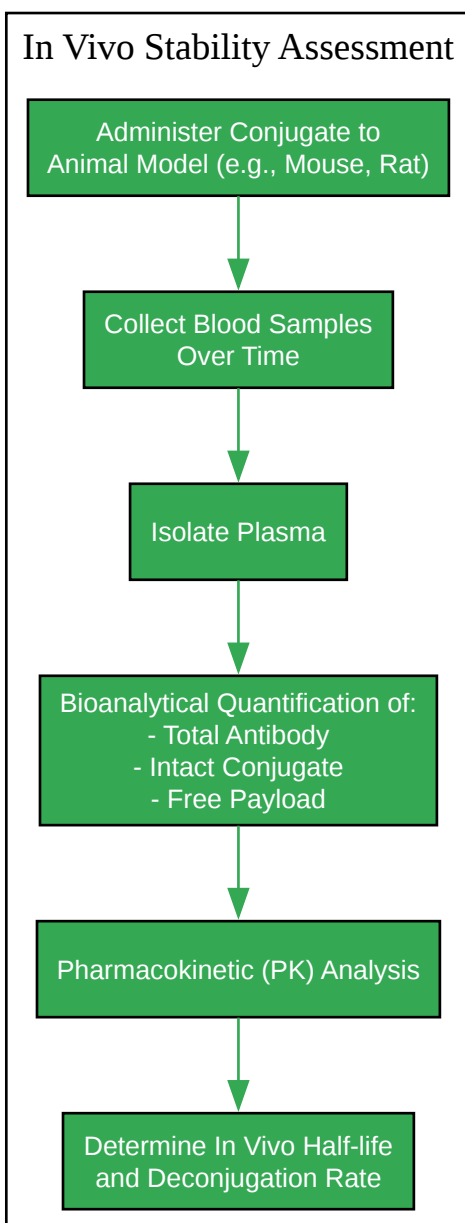 In Vivo Stability Assessment
Administer Conjugate to
Animal Model (e.g., Mouse, Rat)
Collect Blood Samples
Over Time
Isolate Plasma
Bioanalytical Quantification of:
- Total Antibody
- Intact Conjugate
- Free Payload
Pharmacokinetic (PK) Analysis
Determine In Vivo Half-life
and Deconjugation Rate